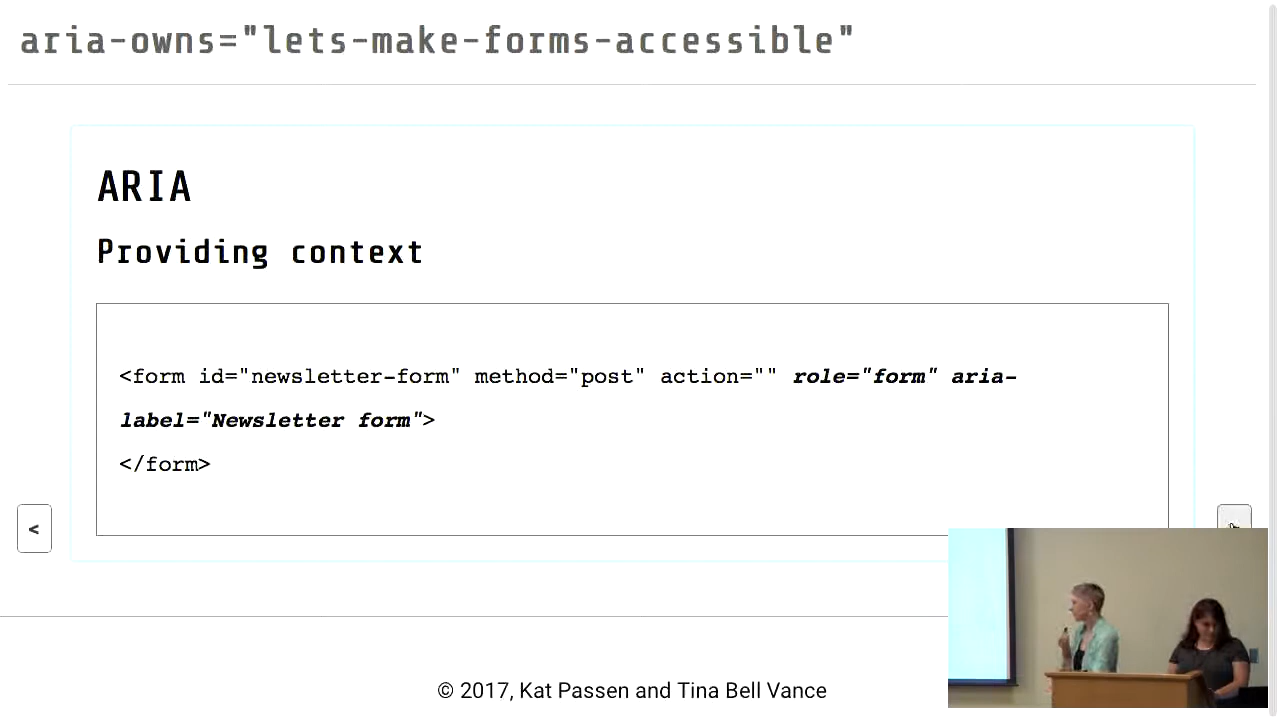 aria-owns="lets-make-forms-accessible"
ARIA
Providing context
<form id="newsletter-form" method="post" action="" role="form" aria-
label="Newsletter form">
</form>
<
© 2017, Kat Passen and Tina Bell Vance